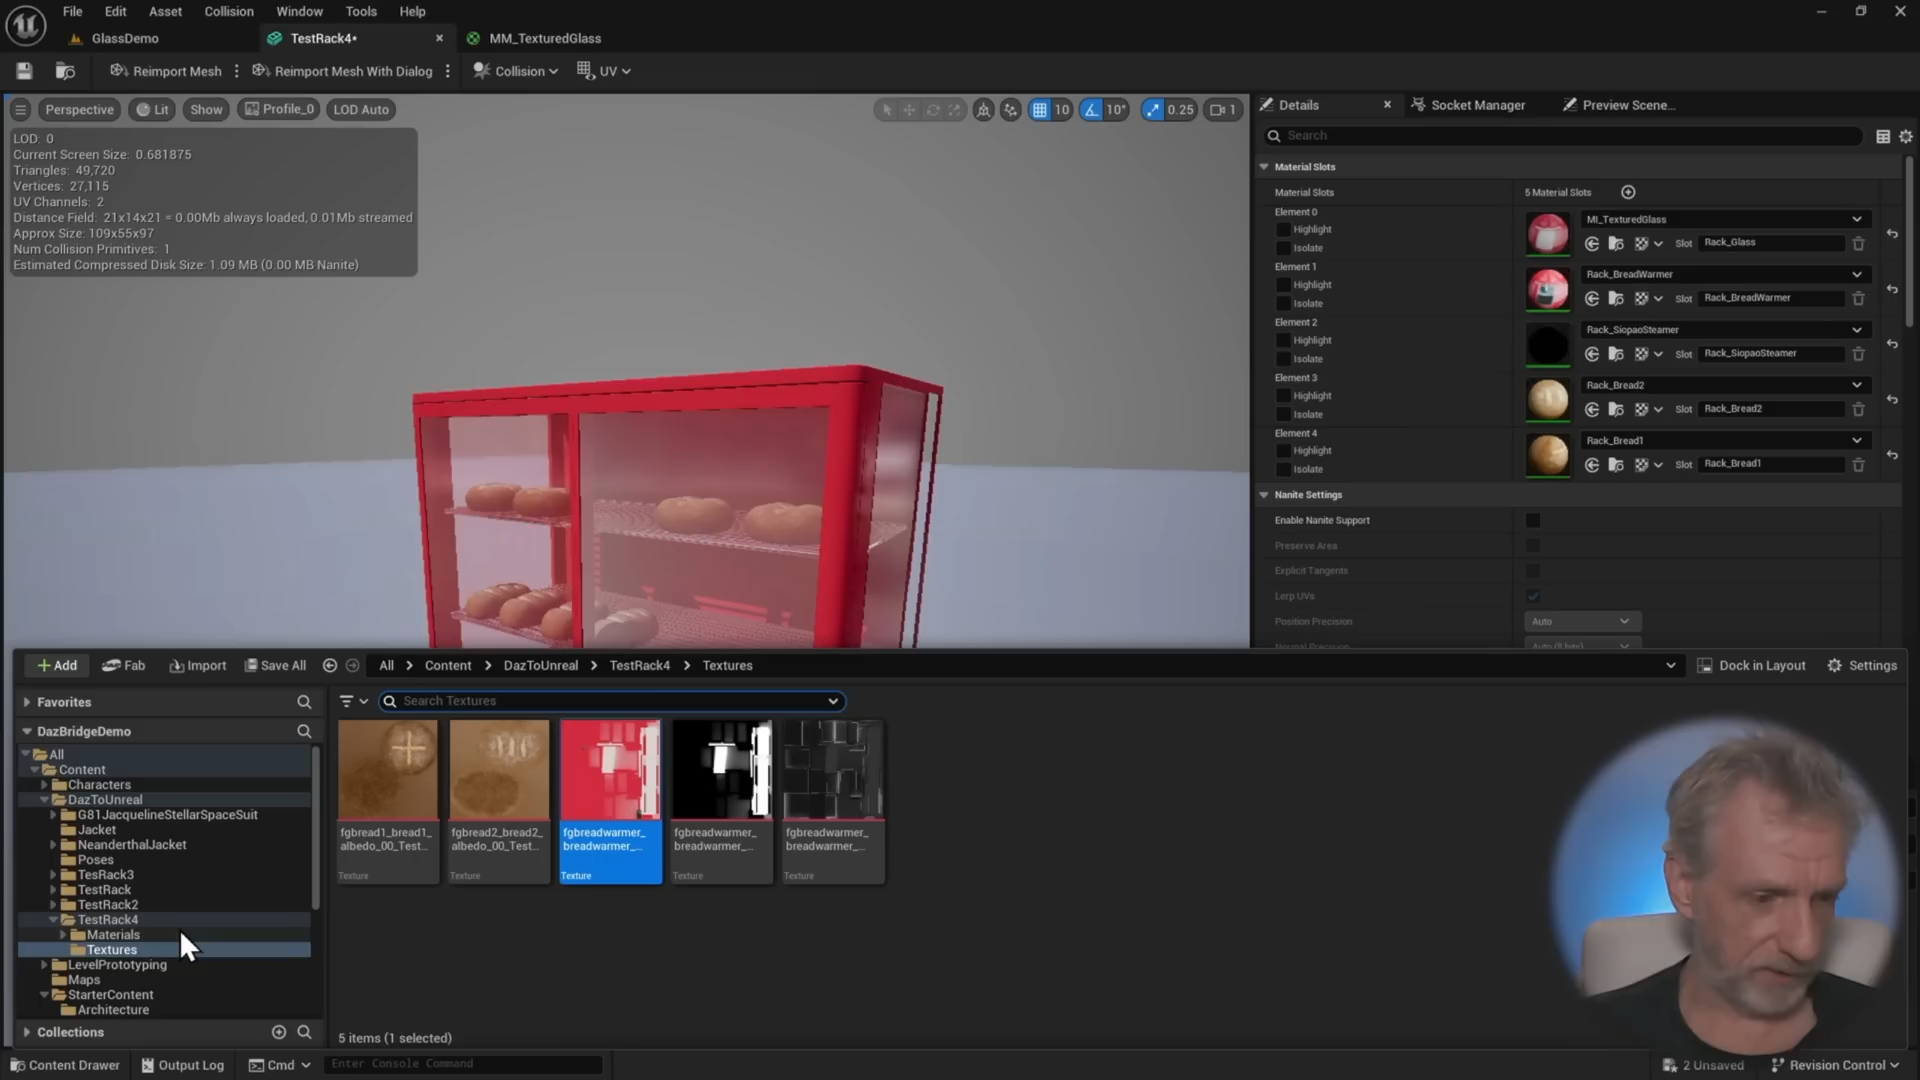 File Edit Asset Collision Window Tools Help
GlassDemo TestRack4* MM_TexturedGlass
Reimport Mesh Reimport Mesh With Dialog Collision UV
Perspective Lit Show Profile_0 LOD Auto 10 10° 0.25 1
LOD: 0
Current Screen Size: 0.681875
Triangles: 49,720
Vertices: 27,115
UV Channels: 2
Distance Field: 21x14x21 = 0.00Mb always loaded, 0.01Mb streamed
Approx Size: 109x55x97
Num Collision Primitives: 1
Estimated Compressed Disk Size: 1.09 MB (0.00 MB Nanite)
Details Socket Manager Preview Scene...
Search
Material Slots
Material Slots 5 Material Slots
Element 0 MI_TexturedGlass
Highlight
Isolate Slot Rack_Glass
Element 1 Rack_BreadWarmer
Highlight
Isolate Slot Rack_BreadWarmer
Element 2 Rack_SiopaoSteamer
Highlight
Isolate Slot Rack_SiopaoSteamer
Element 3 Rack_Bread2
Highlight
Isolate Slot Rack_Bread2
Element 4 Rack_Bread1
Highlight
Isolate Slot Rack_Bread1
Nanite Settings
Enable Nanite Support
Preserve Area
Explicit Tangents
Lerp UVs
Position Precision Auto
Normal Precision Auto (8 bits)
Add Fab Import Save All All > Content > DazToUnreal > TestRack4 > Textures Dock in Layout Settings
Favorites
Search Textures
DazBridgeDemo
All
Content
Characters
DazToUnreal
G81JacquelineStellarSpaceSuit
Jacket
NeanderthalJacket
Poses
TesRack3
TestRack
TestRack2
TestRack4
Materials
Textures
LevelPrototyping
Maps
StarterContent
Architecture
Collections
fgbread1_bread1_
albedo_00_Test...
Texture
fgbread2_bread2_
albedo_00_Test...
Texture
fgbreadwarmer_
breadwarmer_...
Texture
fgbreadwarmer_
breadwarmer_...
Texture
fgbreadwarmer_
breadwarmer_...
Texture
5 items (1 selected)
Content Drawer Output Log Cmd Enter Console Command 2 Unsaved Revision Control